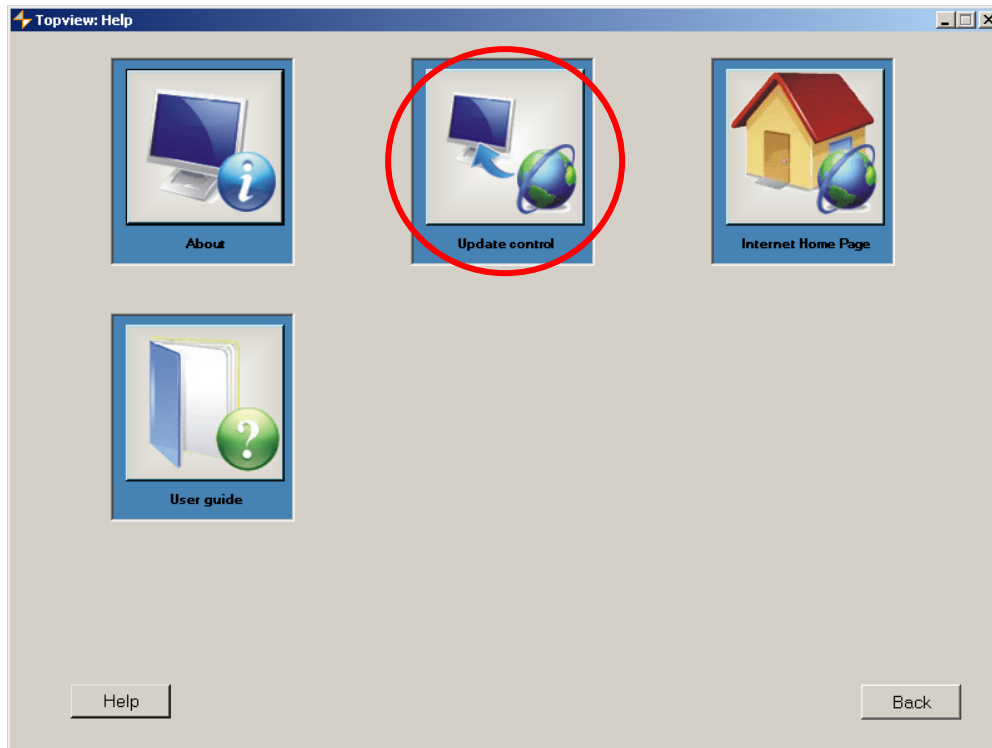 Topview: Help
About
Update control
Internet Home Page
User guide
Help
Back